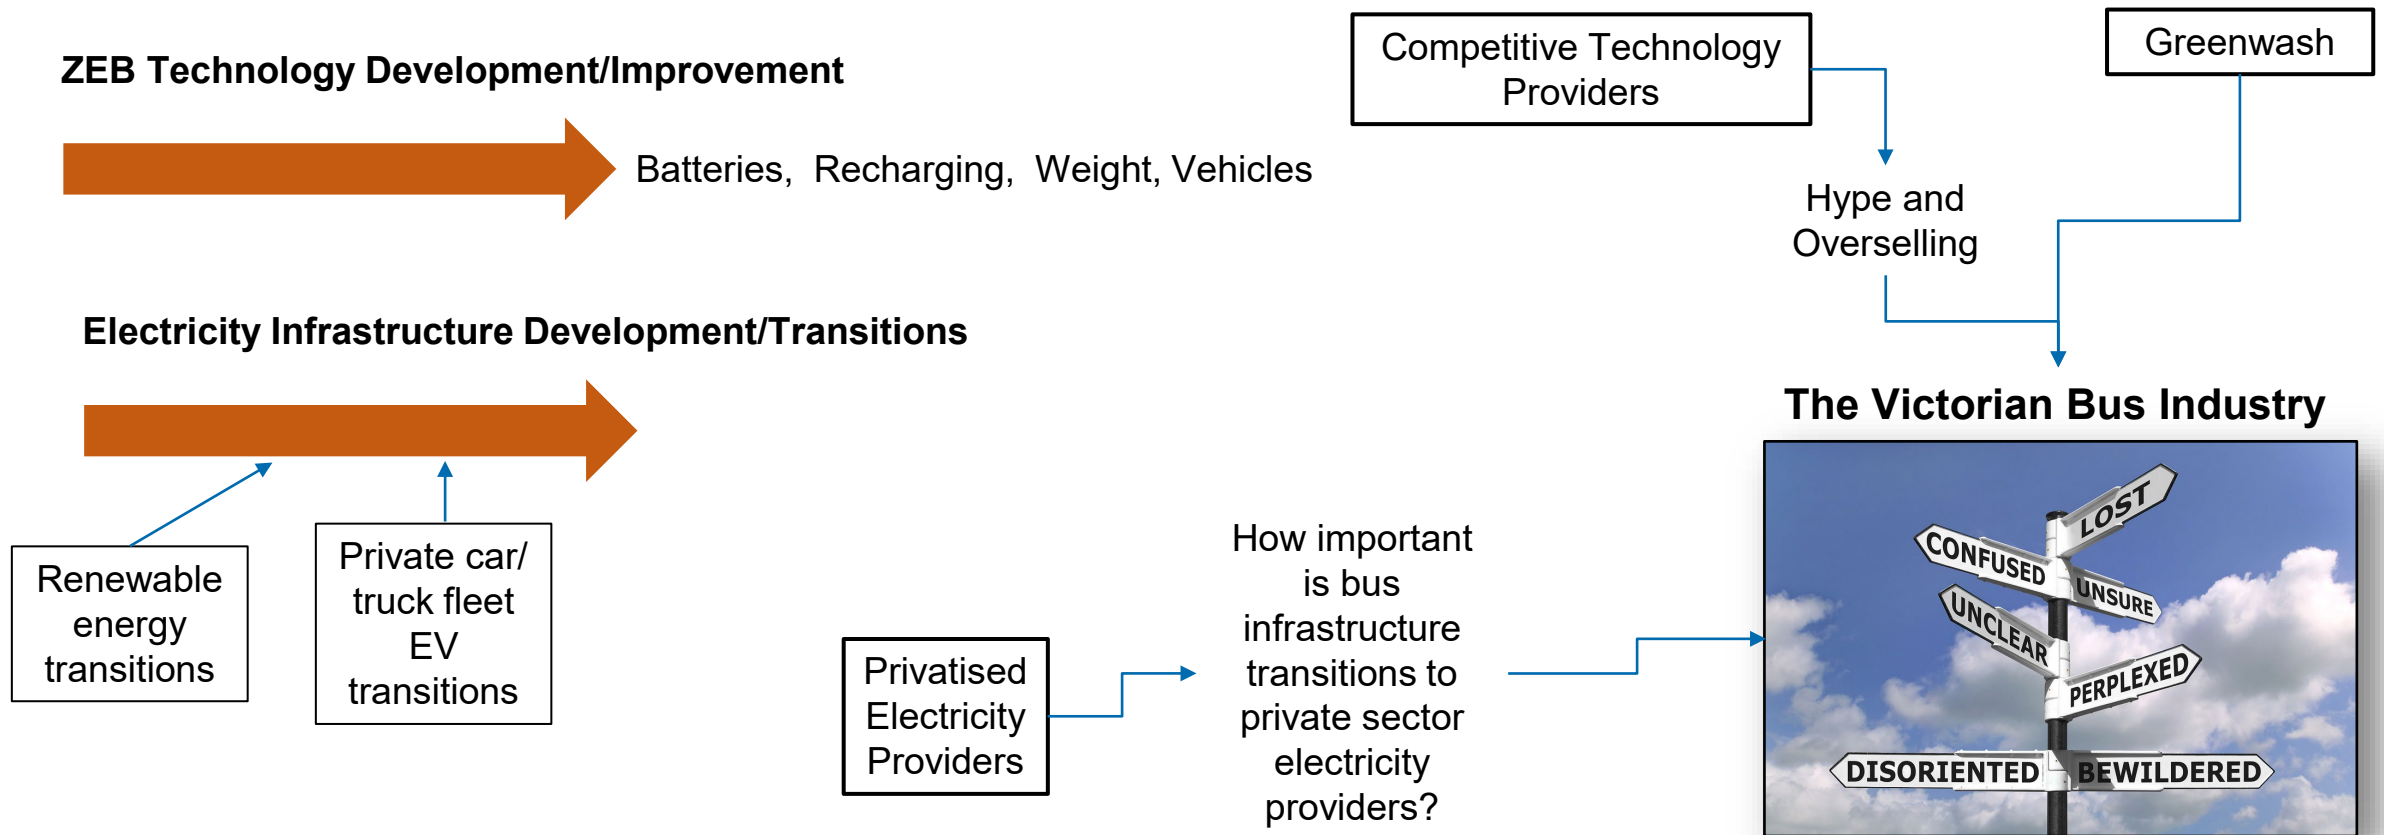 ZEB Technology Development/Improvement
Batteries, Recharging, Weight, Vehicles
Competitive Technology
Providers
Greenwash
Hype and
Overselling
Electricity Infrastructure Development/Transitions
Renewable
energy
transitions
Private car/
truck fleet
EV
transitions
Privatised
Electricity
Providers
How important
is bus
infrastructure
transitions to
private sector
electricity
providers?
The Victorian Bus Industry
LOST
CONFUSED
UNSURE
UNCLEAR
PERPLEXED
DISORIENTED
BEWILDERED